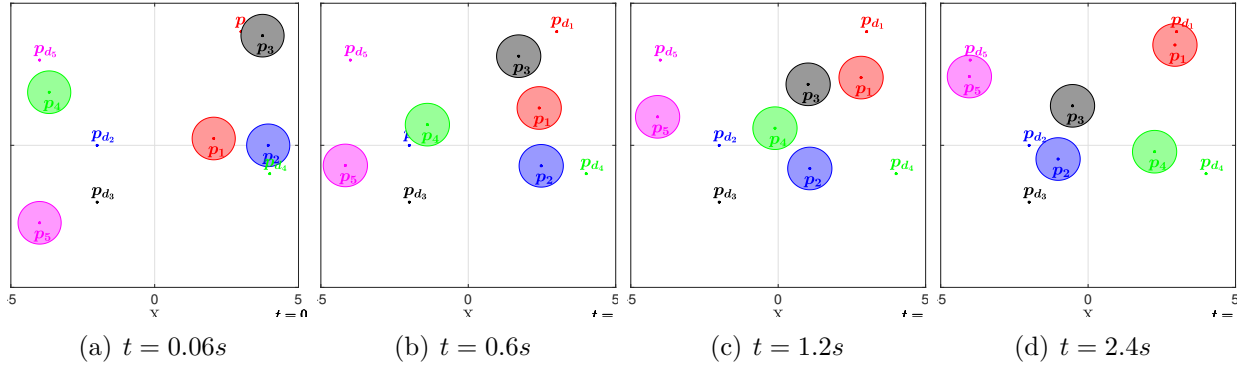 p
p_{d_5}
p_3
p_4
p_{d_2}
p_1
p_2
p_{d_4}
p_{d_3}
p_5
-5
0
5
X
t = 0
p_{d_1}
p_{d_5}
p_3
p_1
p_4
p_5
p_2
p_{d_4}
p_{d_3}
-5
0
5
X
t =
p_{d_1}
p_{d_5}
p_3
p_1
p_5
p_4
p_{d_2}
p_2
p_{d_4}
p_{d_3}
-5
0
5
X
t =
p_{d_1}
p_1
p_{d_5}
p_5
p_3
p_{d_2}
p_4
p_2
p_{d_4}
p_{d_3}
-5
0
5
X
t =
(a) t = 0.06s
(b) t = 0.6s
(c) t = 1.2s
(d) t = 2.4s